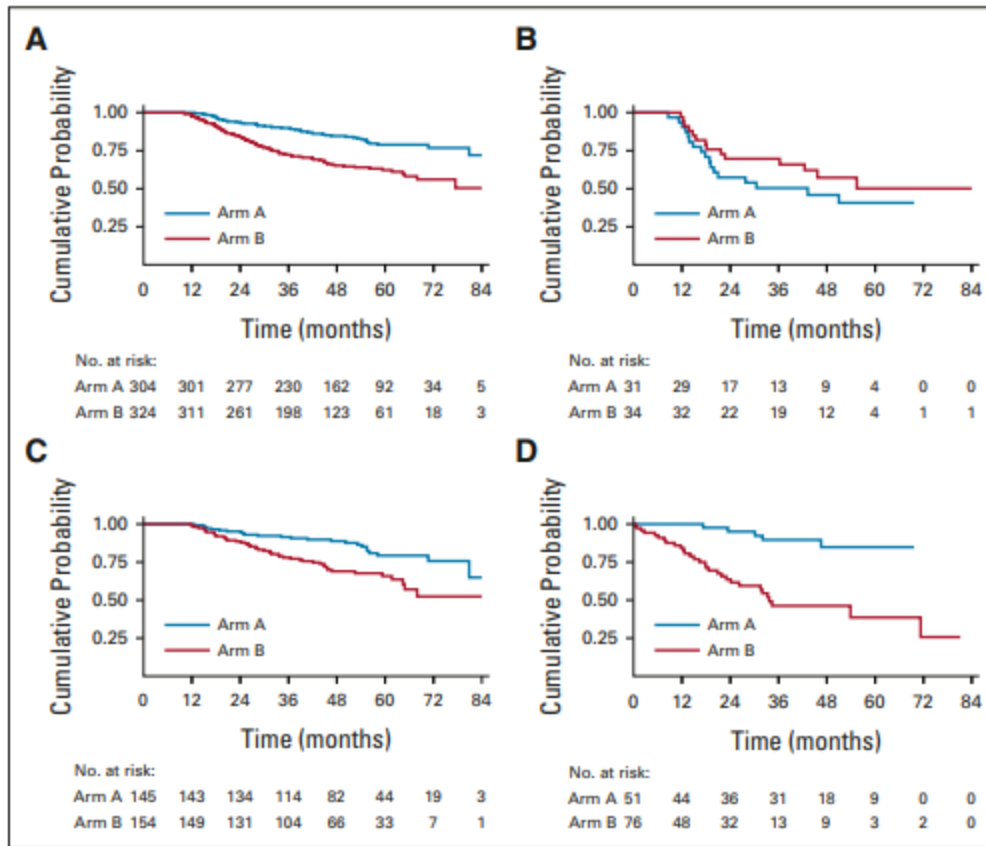 A
Cumulative Probability
1.00
0.75
0.50
0.25
Arm A
Arm B
0 12 24 36 48 60 72 84
Time (months)
No. at risk:
Arm A 304 301 277 230 162 92 34 5
Arm B 324 311 261 198 123 61 18 3
B
Cumulative Probability
1.00
0.75
0.50
0.25
Arm A
Arm B
0 12 24 36 48 60 72 84
Time (months)
No. at risk:
Arm A 31 29 17 13 9 4 0 0
Arm B 34 32 22 19 12 4 1 1
C
Cumulative Probability
1.00
0.75
0.50
0.25
Arm A
Arm B
0 12 24 36 48 60 72 84
Time (months)
No. at risk:
Arm A 145 143 134 114 82 44 19 3
Arm B 154 149 131 104 66 33 7 1
D
Cumulative Probability
1.00
0.75
0.50
0.25
Arm A
Arm B
0 12 24 36 48 60 72 84
Time (months)
No. at risk:
Arm A 51 44 36 31 18 9 0 0
Arm B 76 48 32 13 9 3 2 0